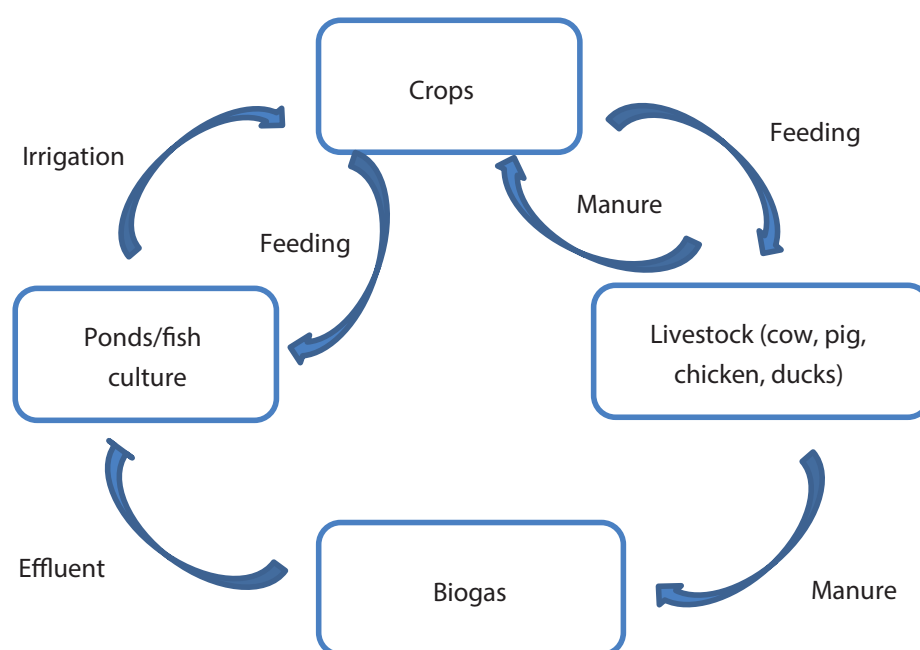 Crops
Irrigation
Feeding
Manure
Feeding
Ponds/fish
culture
Livestock (cow, pig,
chicken, ducks)
Effluent
Biogas
Manure